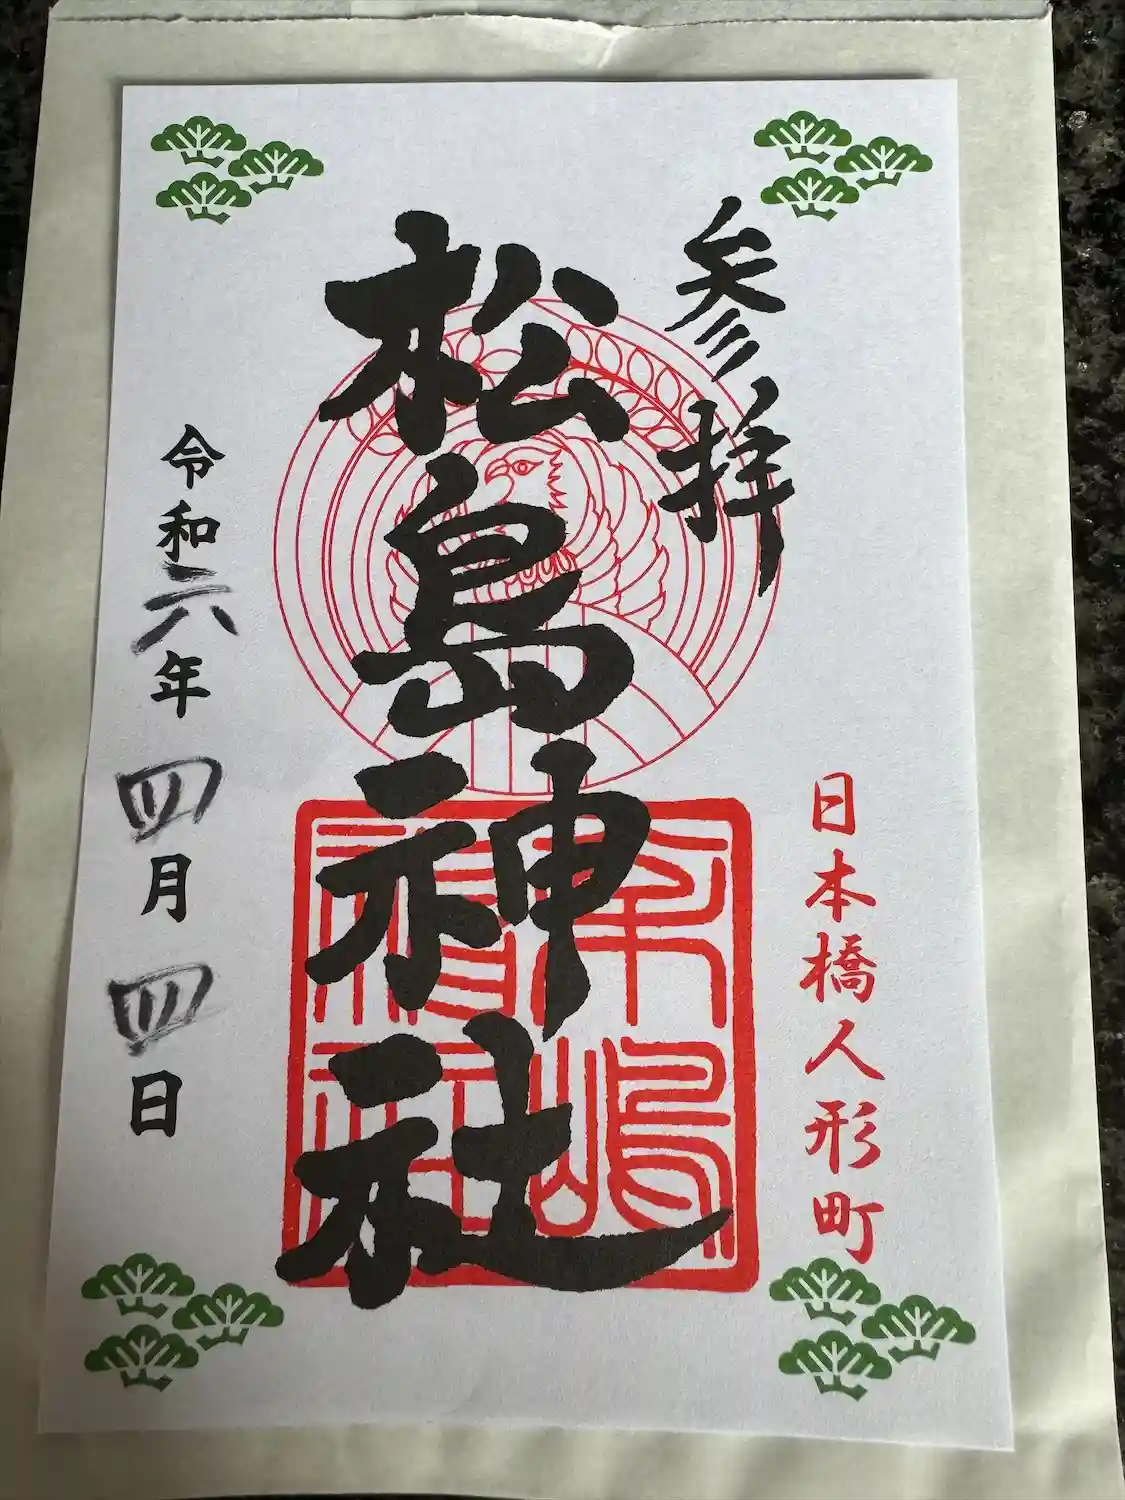 参拝
日本橋人形町
松島神社
令和六年四月四日